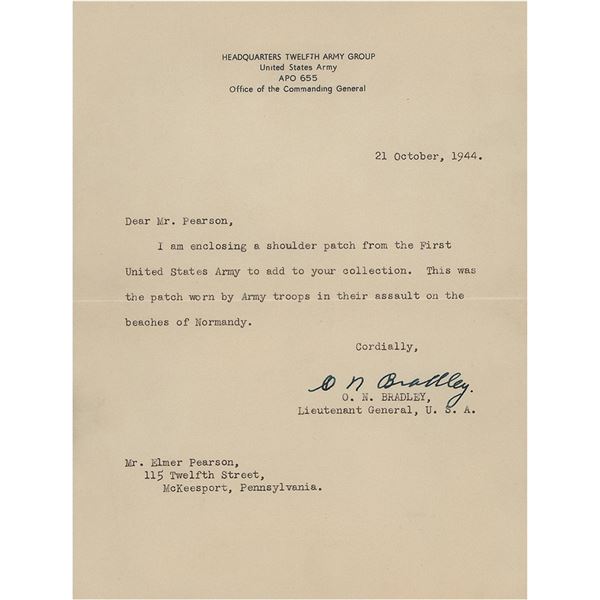 HEADQUARTERS TWELFTH ARMY GROUP
United States Army
APO 655
Office of the Commanding General
21 October, 1944.
Dear Mr. Pearson,
I am enclosing a shoulder patch from the First
United States Army to add to your collection. This was
the patch worn by Army troops in their assault on the
beaches of Normandy.
Cordially,
O N Bradley.
O. N. BRADLEY,
Lieutenant General, U. S. A.
Mr. Elmer Pearson,
115 Twelfth Street,
McKeesport, Pennsylvania.